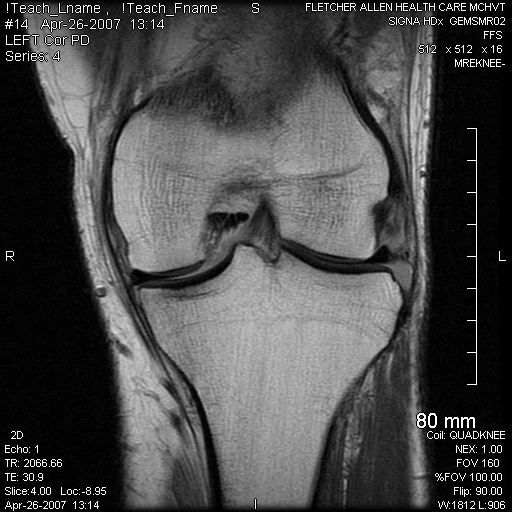 !Teach_Lname , !Teach_Fname
#14 Apr-26-2007 13:14
LEFT Cor PD
Series: 4
S
FLETCHER ALLEN HEALTH CARE MCHVT
SIGNA HDx GEMSMR02
FFS
512 x 512 x 16
MREKNEE-
R
L
80 mm
2D
Echo: 1
TR: 2066.66
TE: 30.9
Slice:4.00 Loc:-8.95
Apr-26-2007 13:14
I
Coil: QUADKNEE
NEX: 1.00
FOV 160
%FOV 100.00
Flip: 90.00
W:1812 L:906